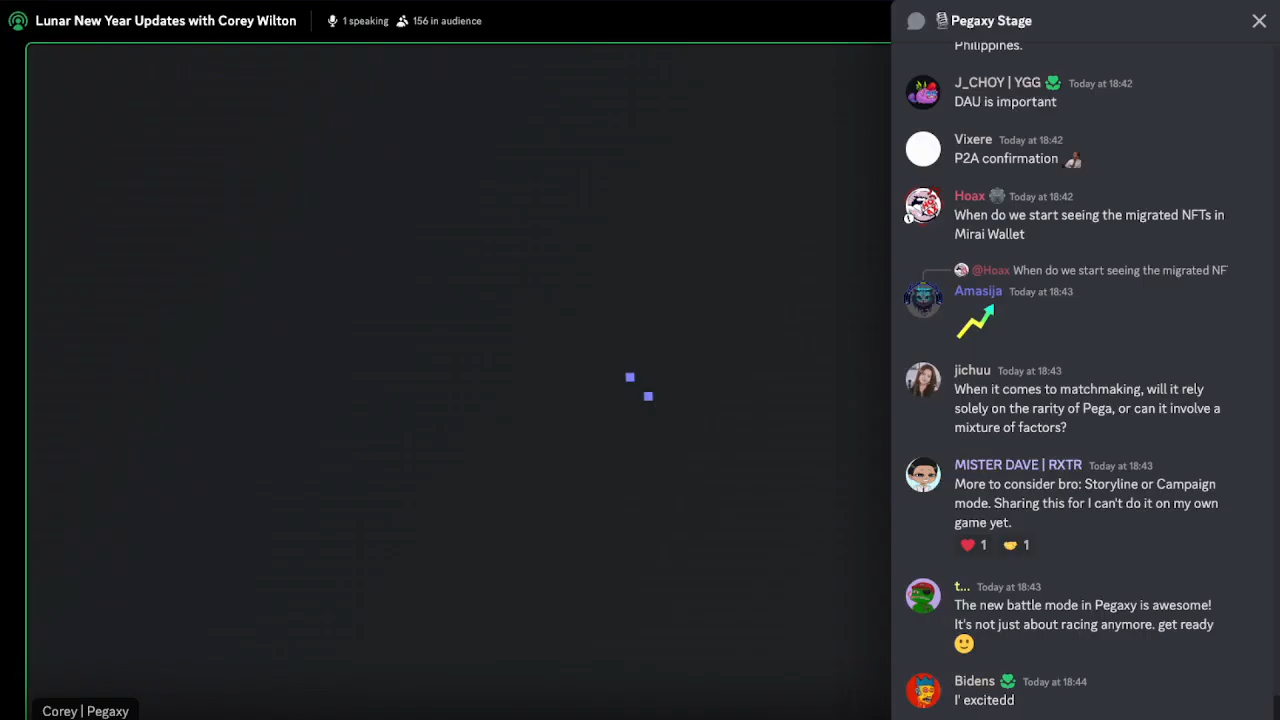 Lunar New Year Updates with Corey Wilton
1 speaking
156 in audience
Pegaxy Stage
Philippines.
J_CHOY | YGG Today at 18:42
DAU is important
Vixere Today at 18:42
P2A confirmation
Hoax Today at 18:42
When do we start seeing the migrated NFTs in
Mirai Wallet
@Hoax When do we start seeing the migrated NF
Amasija Today at 18:43
jichuu Today at 18:43
When it comes to matchmaking, will it rely
solely on the rarity of Pega, or can it involve a
mixture of factors?
MISTER DAVE | RXTR Today at 18:43
More to consider bro: Storyline or Campaign
mode. Sharing this for I can't do it on my own
game yet.
1 1
t... Today at 18:43
The new battle mode in Pegaxy is awesome!
It's not just about racing anymore. get ready
Bidens Today at 18:44
I' excitedd
Corey | Pegaxy